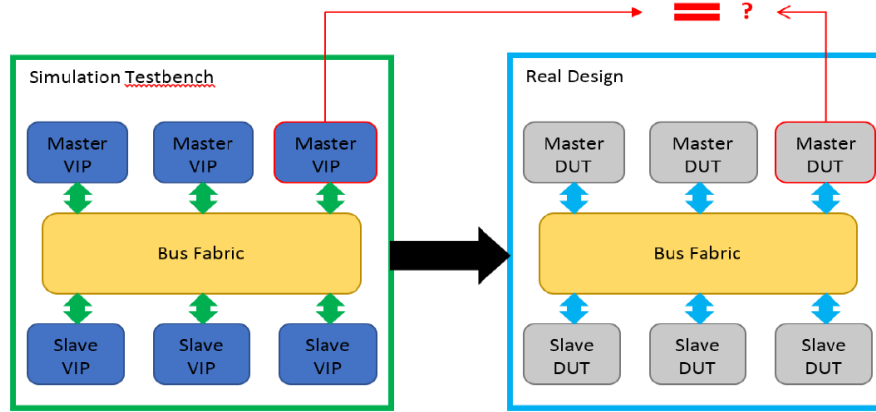 = ?
Simulation Testbench
Real Design
Master
VIP
Master
VIP
Master
VIP
Master
DUT
Master
DUT
Master
DUT
Bus Fabric
Bus Fabric
Slave
VIP
Slave
VIP
Slave
VIP
Slave
DUT
Slave
DUT
Slave
DUT